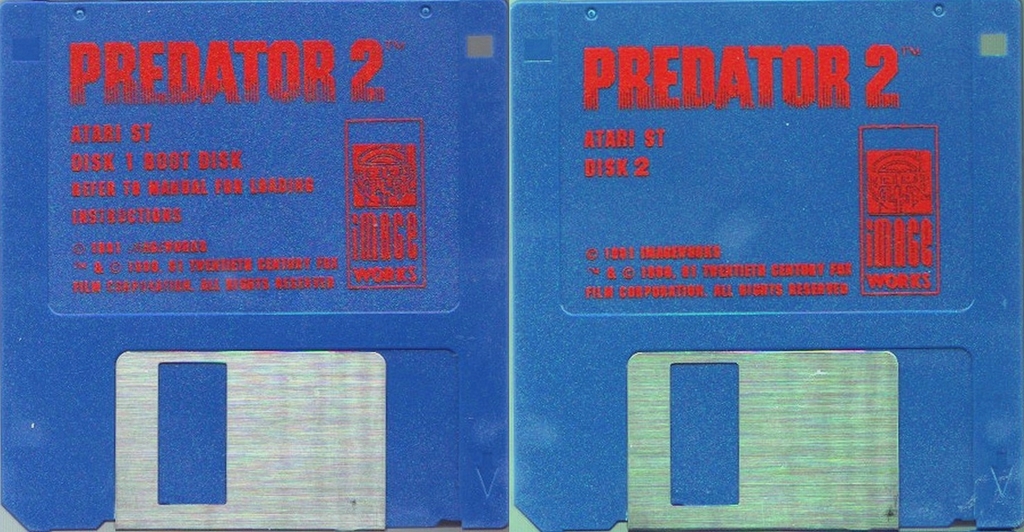 PREDATOR 2™
ATARI ST
DISK 1 BOOT DISK
REFER TO MANUAL FOR LOADING
INSTRUCTIONS
© 1991 IMAGEWORKS
™ & © 1990, 91 TWENTIETH CENTURY FOX
FILM CORPORATION. ALL RIGHTS RESERVED
image
WORKS
PREDATOR 2™
ATARI ST
DISK 2
© 1991 IMAGEWORKS
™ & © 1990, 91 TWENTIETH CENTURY FOX
FILM CORPORATION. ALL RIGHTS RESERVED
image
WORKS